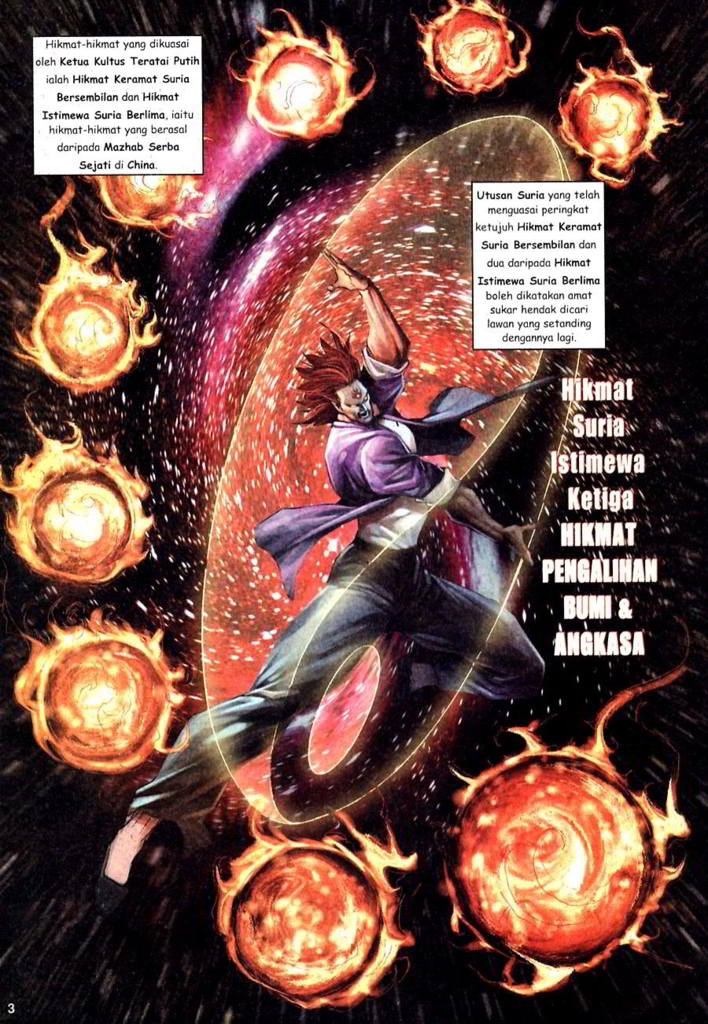 Hikmat-hikmat yang dikuasai
oleh Ketua Kultus Teratai Putih
ialah Hikmat Keramat Suria
Bersembilan dan Hikmat
Istimewa Suria Berlima, iaitu
hikmat-hikmat yang berasal
daripada Mazhab Serba
Sejati di China.
Utusan Suria yang telah
menguasai peringkat
ketujuh Hikmat Keramat
Suria Bersembilan dan
dua daripada Hikmat
Istimewa Suria Berlima
boleh dikatakan amat
sukar hendak dicari
lawan yang setanding
dengannya lagi.
Hikmat
Suria
Istimewa
Ketiga
HIKMAT
PENGALIHAN
BUMI &
ANGKASA
3